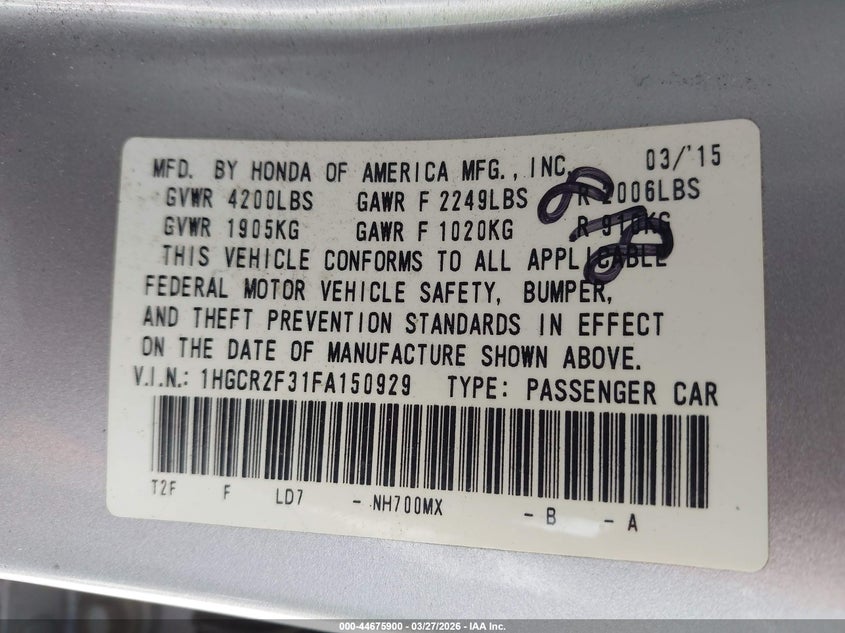 MFD. BY HONDA OF AMERICA MFG., INC. 03/'15
GVWR 4200LBS GAWR F 2249LBS R 2006LBS
GVWR 1905KG GAWR F 1020KG R 910KG
THIS VEHICLE CONFORMS TO ALL APPLICABLE
FEDERAL MOTOR VEHICLE SAFETY, BUMPER,
AND THEFT PREVENTION STANDARDS IN EFFECT
ON THE DATE OF MANUFACTURE SHOWN ABOVE.
V.I.N.: 1HGCR2F31FA150929 TYPE: PASSENGER CAR
T2F F LD7 - NH700MX - B - A
000-44675900 - 03/27/2026 - IAA Inc.